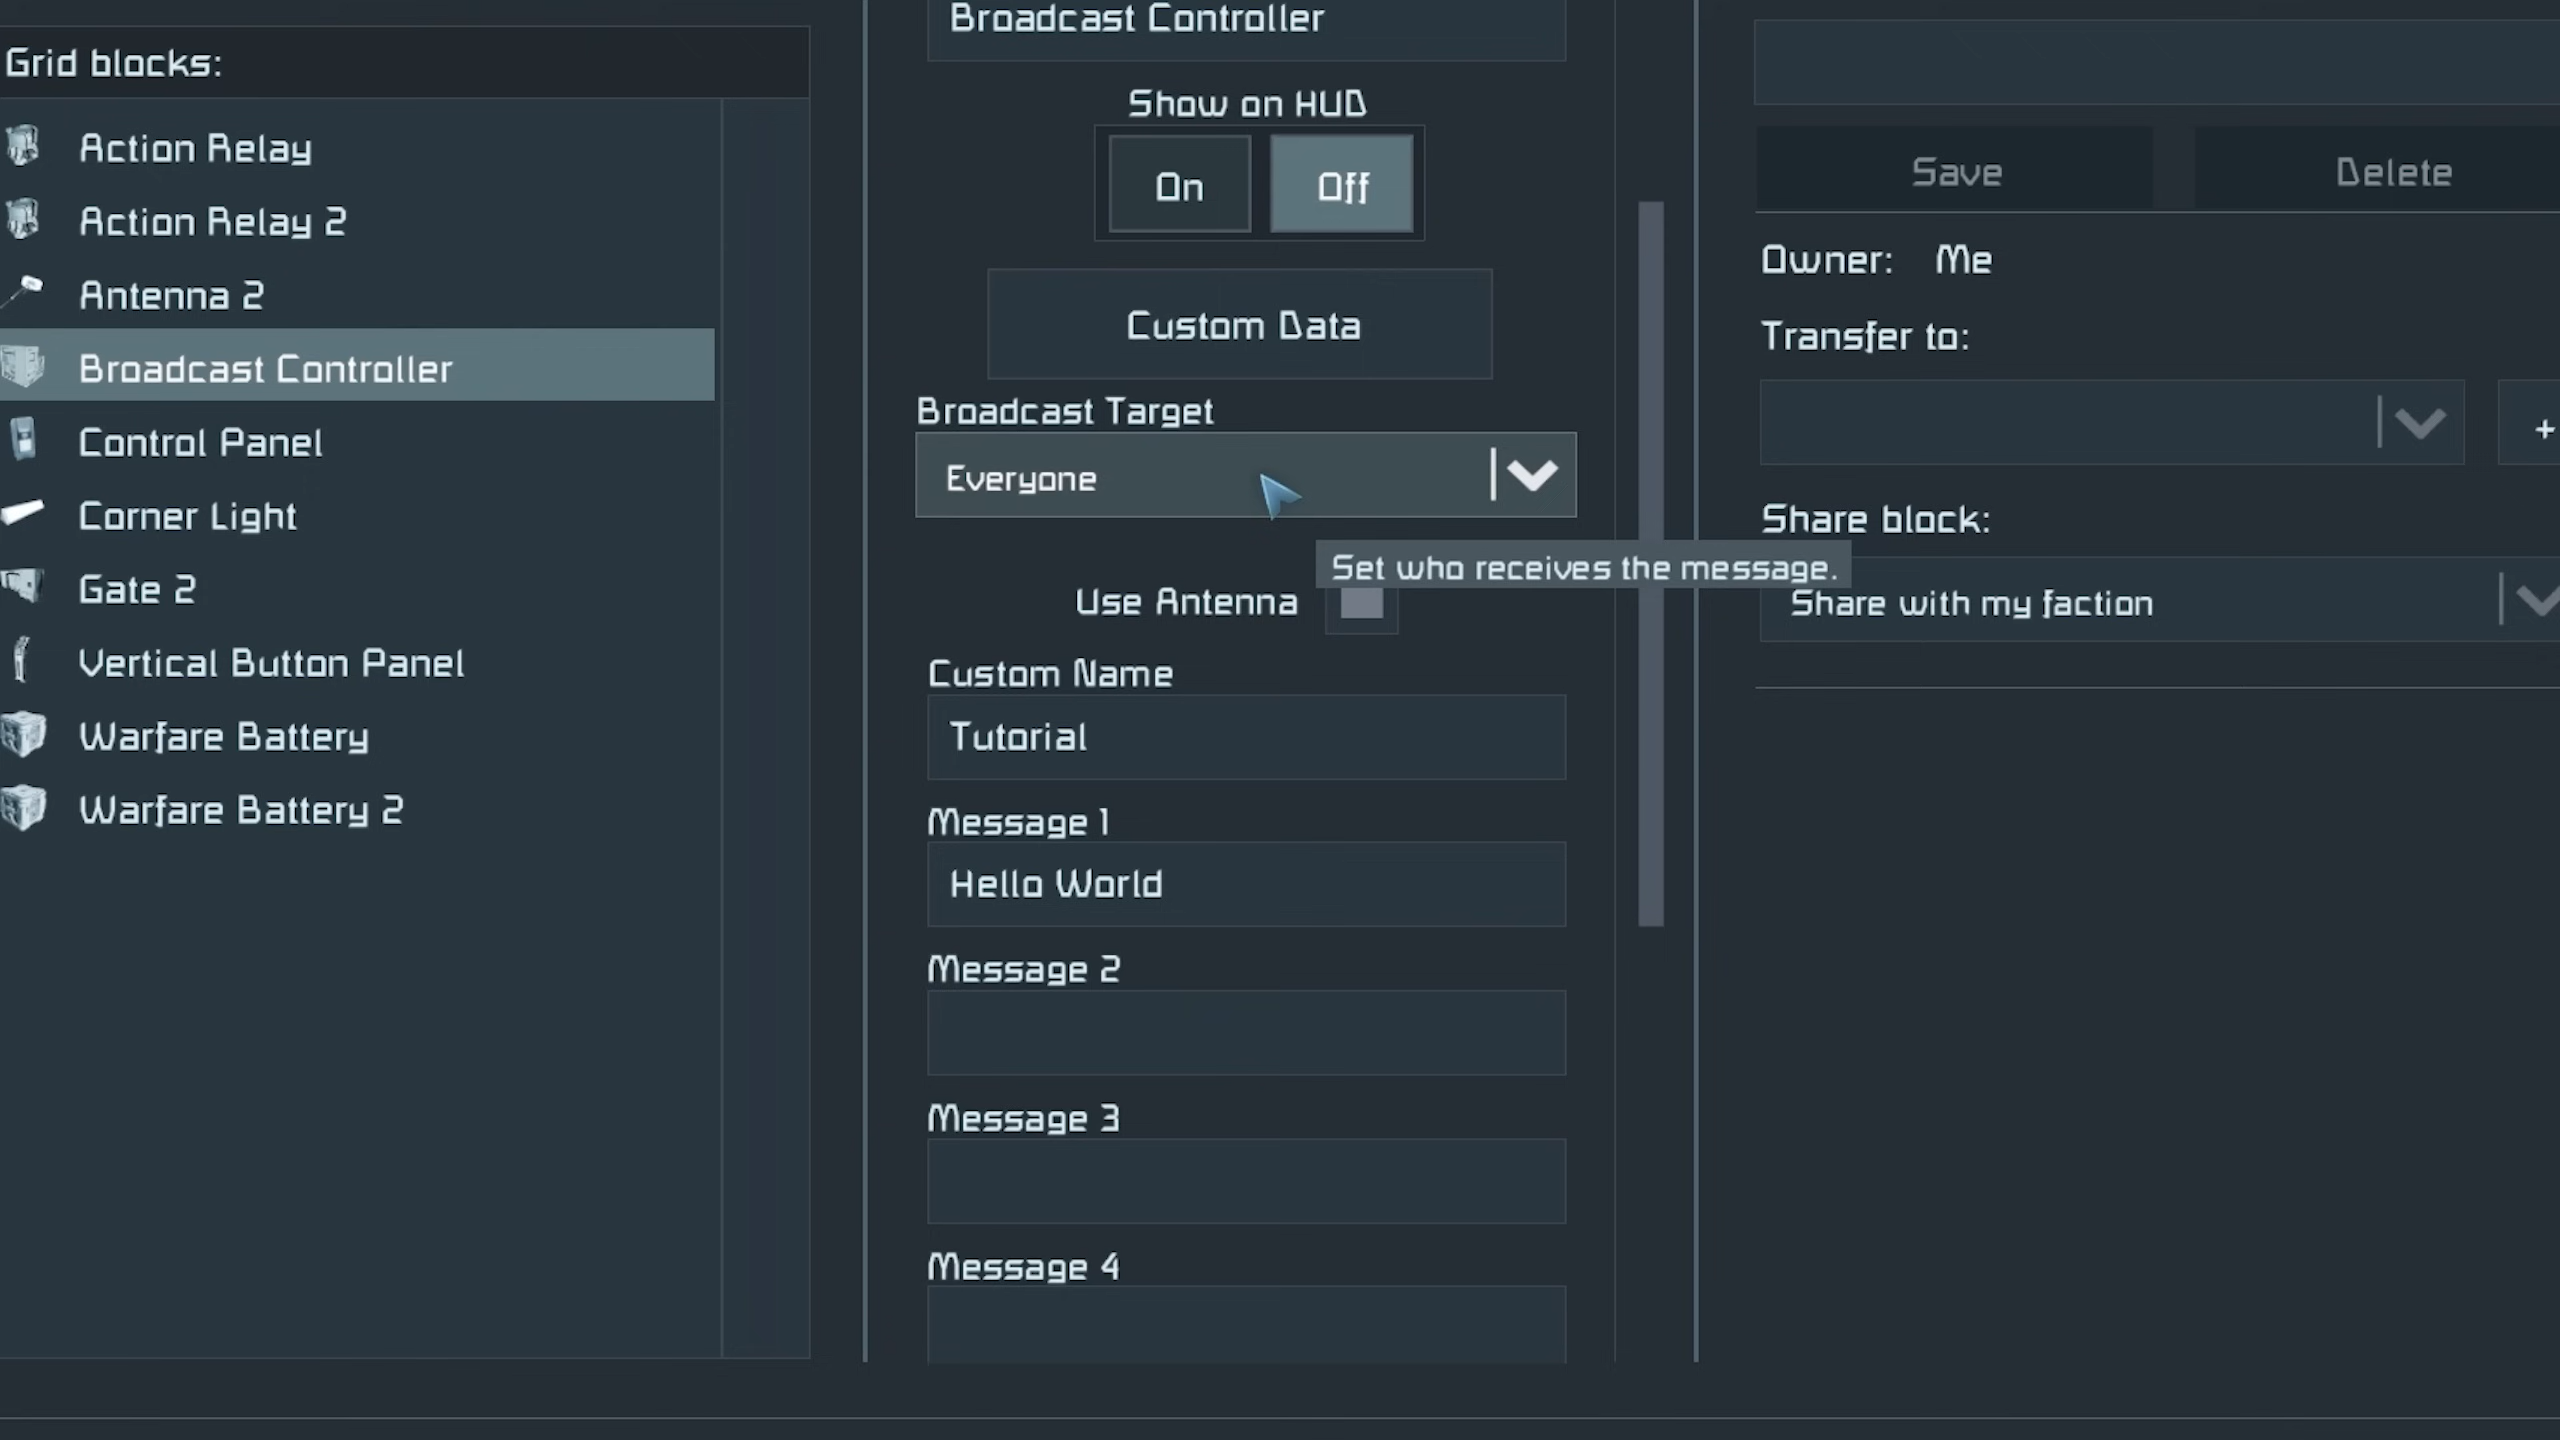 Grid blocks:
Action Relay
Action Relay 2
Antenna 2
Broadcast Controller
Control Panel
Corner Light
Gate 2
Vertical Button Panel
Warfare Battery
Warfare Battery 2
Broadcast Controller
Show on HUD
On Off
Custom Data
Broadcast Target
Everyone
Set who receives the message.
Use Antenna
Custom Name
Tutorial
Message 1
Hello World
Message 2
Message 3
Message 4
Save Delete
Owner: Me
Transfer to:
+
Share block:
Share with my faction